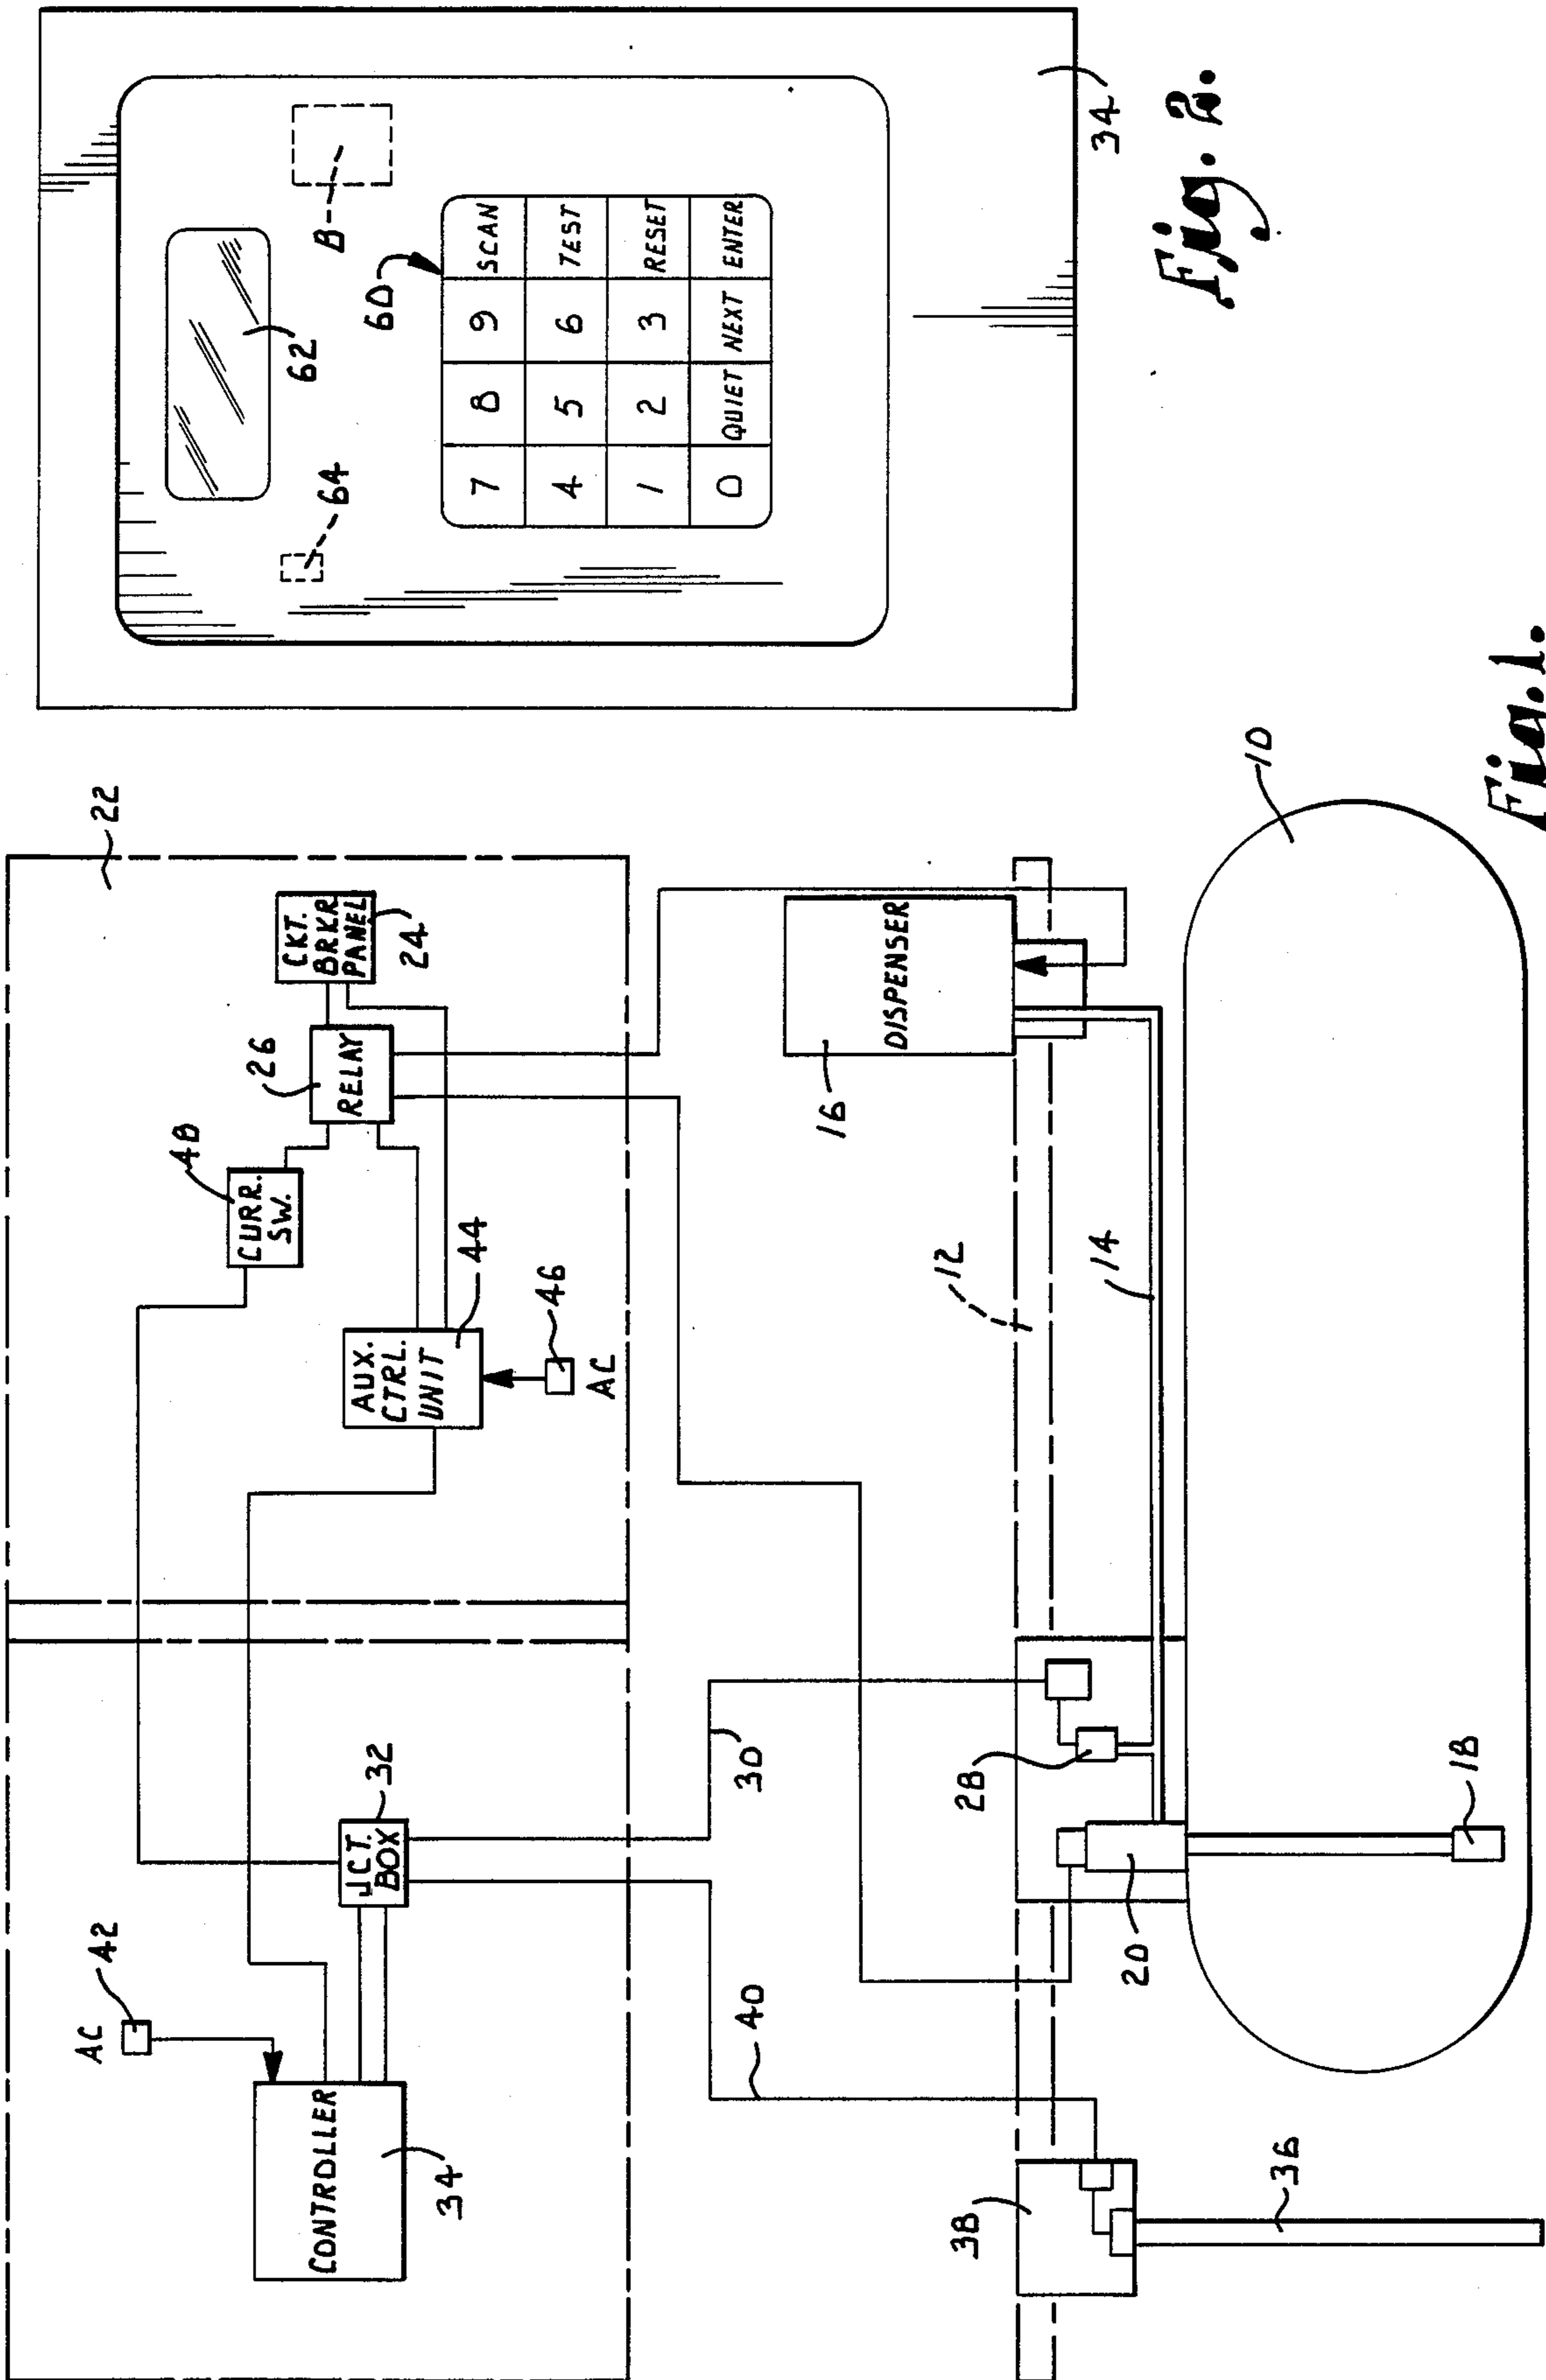 22
CKT.
BRKR
PANEL
24
26
RELAY
48
CURR.
SW.
AUX.
CTRL.
UNIT
44
46
AC
JCT.
BOX
32
AC
42
CONTROLLER
34
30
40
DISPENSER
16
12
14
28
20
18
38
36
10
Fig.1.
62
64
B
60
7 8 9 SCAN
4 5 6 TEST
1 2 3 RESET
0 QUIET NEXT ENTER
34
Fig. 2.